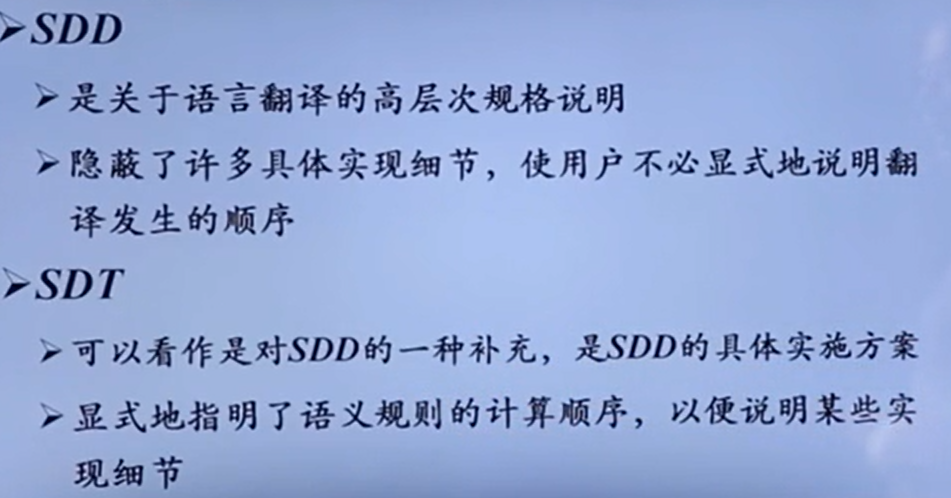 SDD
是关于语言翻译的高层次规格说明
隐蔽了许多具体实现细节，使用户不必显式地说明翻
译发生的顺序
SDT
可以看作是对SDD的一种补充，是SDD的具体实施方案
显式地指明了语义规则的计算顺序，以便说明某些实
现细节